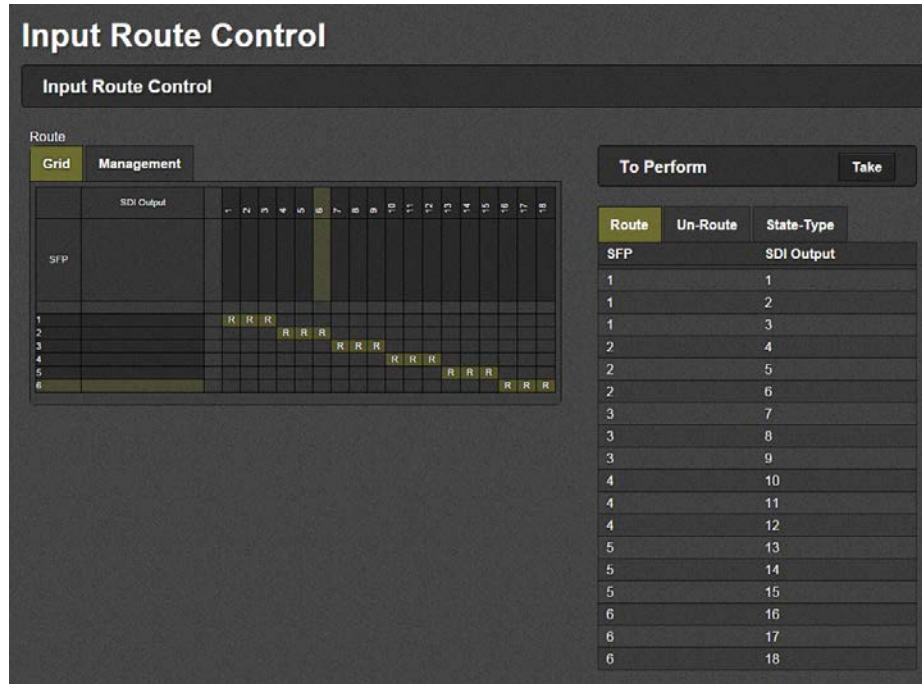 Input Route Control
Input Route Control
Route
Grid Management
SDI Output 1 2 3 4 5 6 7 8 9 10 11 12 13 14 15 16 17 18
SFP
1 R R R
2 R R R
3 R R R
4 R R R
5 R R R
6 R R R
To Perform Take
Route Un-Route State-Type
SFP SDI Output
1 1
1 2
1 3
2 4
2 5
2 6
3 7
3 8
3 9
4 10
4 11
4 12
5 13
5 14
5 15
6 16
6 17
6 18